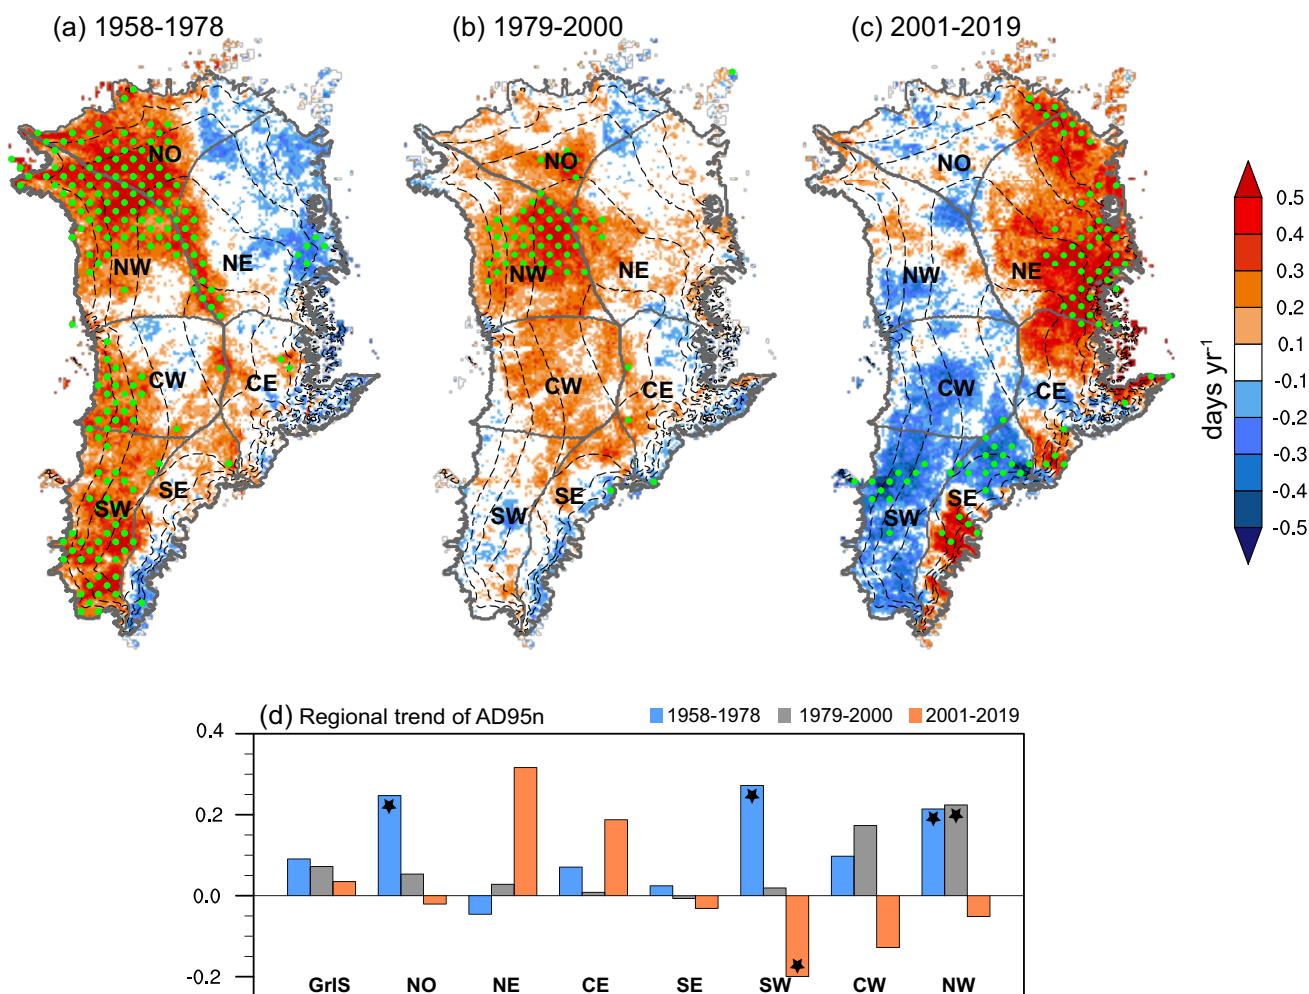 (a) 1958-1978
(b) 1979-2000
(c) 2001-2019
NO
NW
NE
CW
CE
SE
SW
NO
NW
NE
CW
CE
SE
SW
NO
NW
NE
CW
CE
SE
SW
0.5
0.4
0.3
0.2
0.1
-0.1
-0.2
-0.3
-0.4
-0.5
days yr⁻¹
(d) Regional trend of AD95n
1958-1978 1979-2000 2001-2019
0.4
0.2
0.0
-0.2
GrIS NO NE CE SE SW CW NW